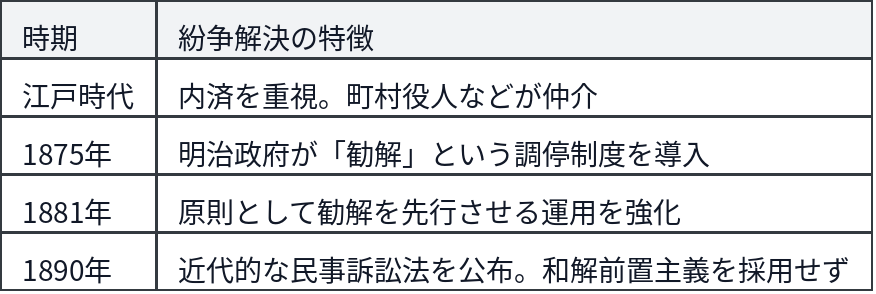 時期 紛争解決の特徴
江戸時代 内済を重視。町村役人などが仲介
1875年 明治政府が「勧解」という調停制度を導入
1881年 原則として勧解を先行させる運用を強化
1890年 近代的な民事訴訟法を公布。和解前置主義を採用せず